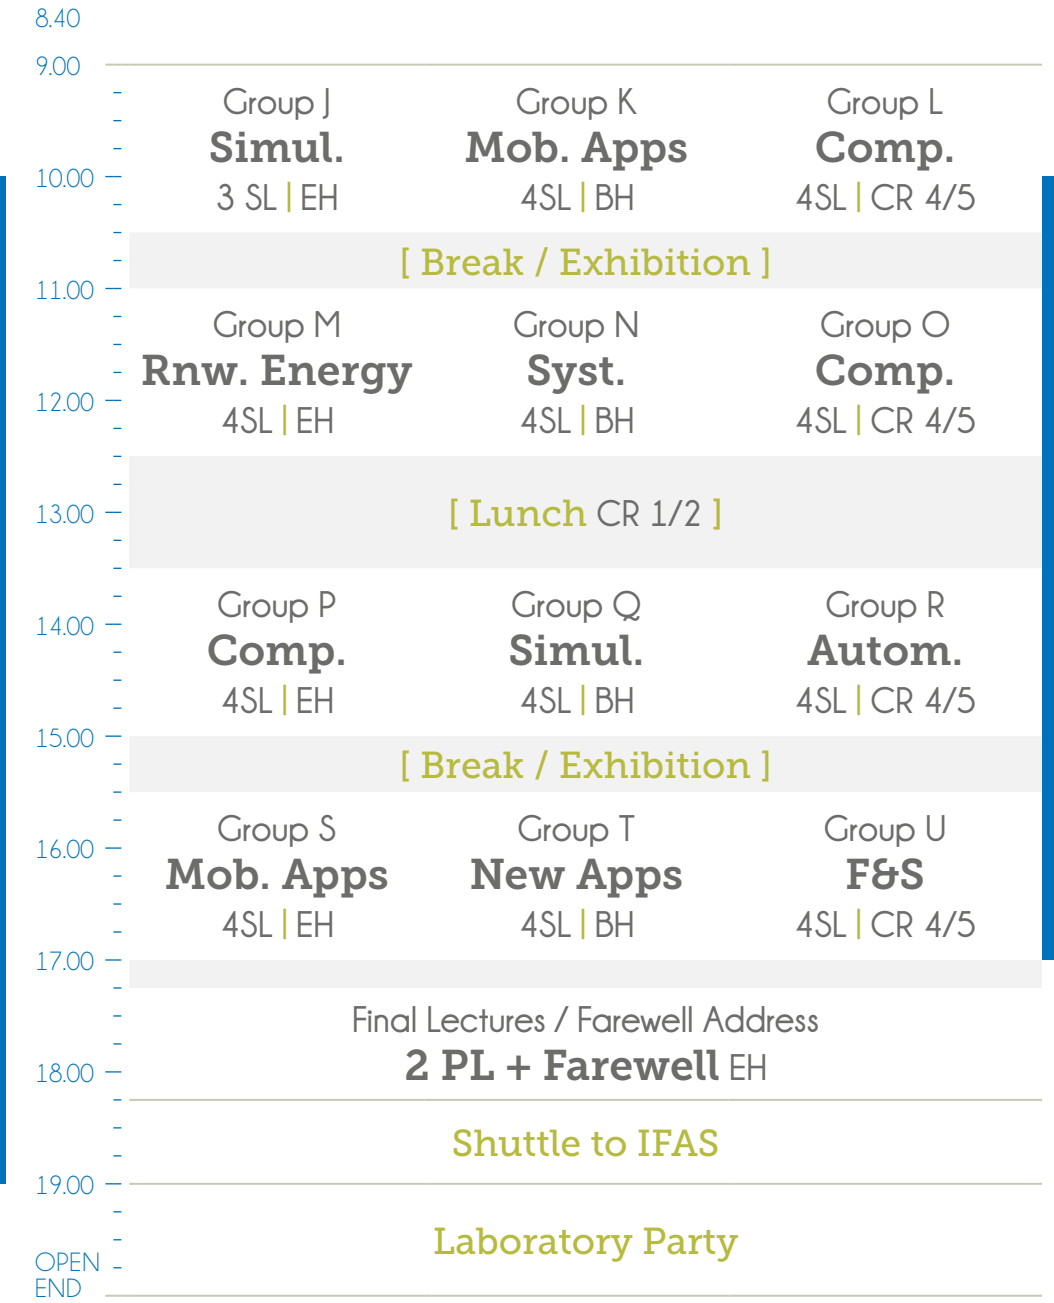 8.40
9.00
Group J Group K Group L
Simul. Mob. Apps Comp.
10.00
3 SL | EH 4SL | BH 4SL | CR 4/5
[ Break / Exhibition ]
11.00
Group M Group N Group O
Rnw. Energy Syst. Comp.
12.00
4SL | EH 4SL | BH 4SL | CR 4/5
13.00
[ Lunch CR 1/2 ]
Group P Group Q Group R
14.00
Comp. Simul. Autom.
4SL | EH 4SL | BH 4SL | CR 4/5
15.00
[ Break / Exhibition ]
Group S Group T Group U
16.00
Mob. Apps New Apps F&S
4SL | EH 4SL | BH 4SL | CR 4/5
17.00
Final Lectures / Farewell Address
18.00
2 PL + Farewell EH
Shuttle to IFAS
19.00
Laboratory Party
OPEN
END